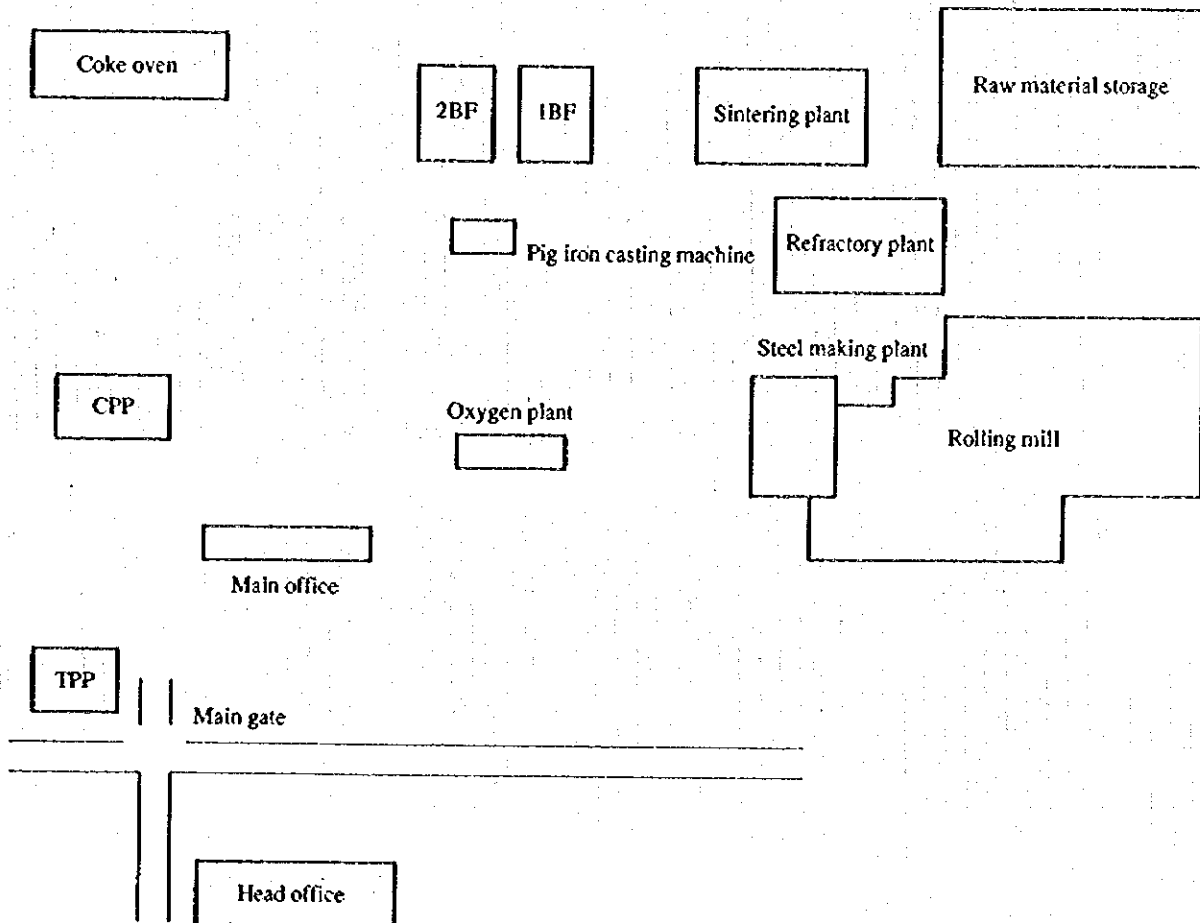 Coke oven
2BF
1BF
Sintering plant
Raw material storage
Pig iron casting machine
Refractory plant
Steel making plant
CPP
Oxygen plant
Rolling mill
Main office
TPP
Main gate
Head office